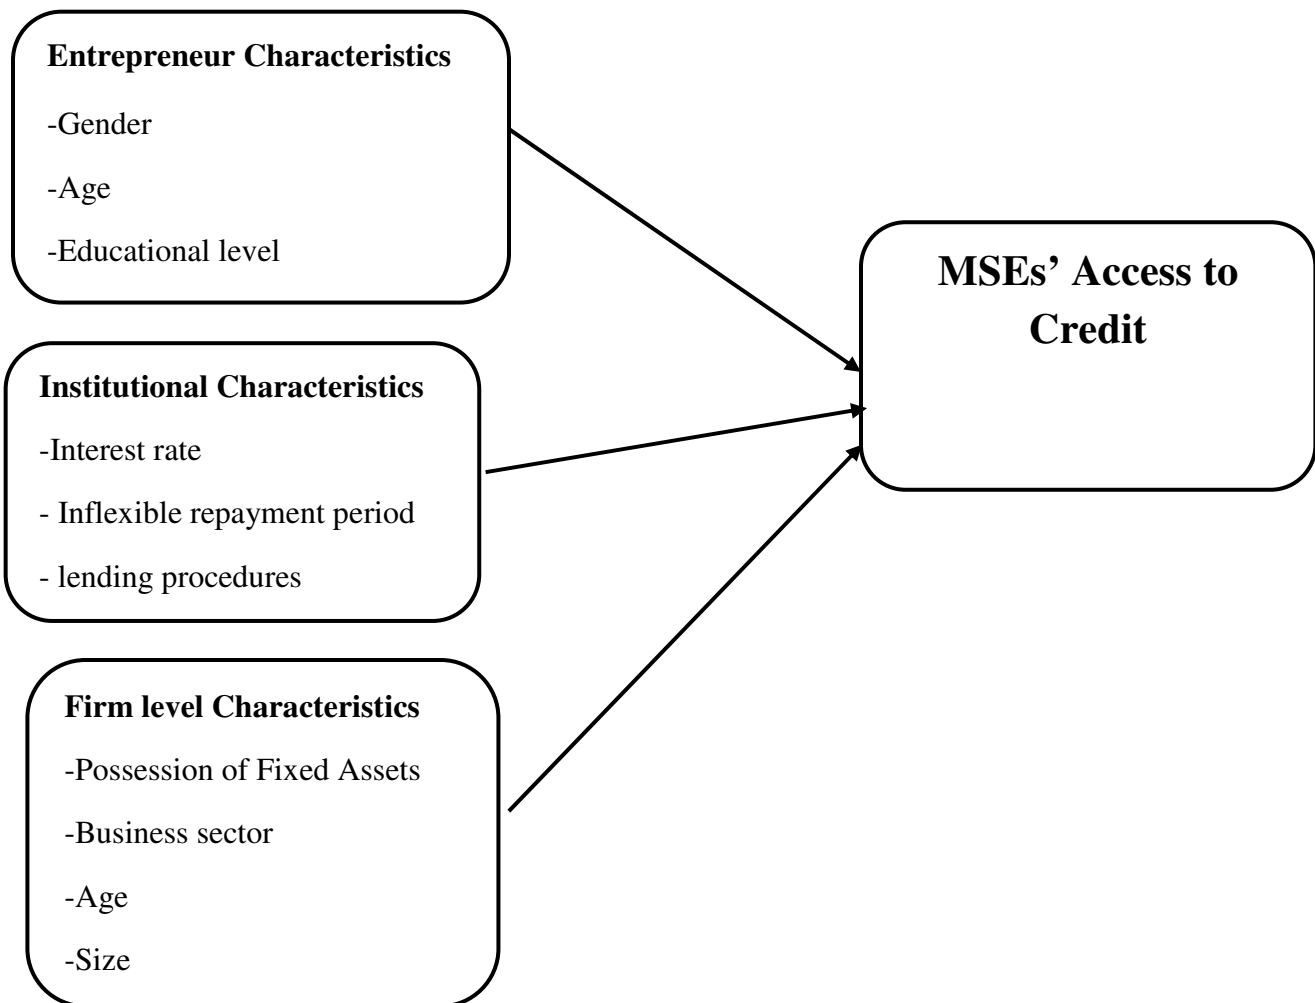 Entrepreneur Characteristics
-Gender
-Age
-Educational level
MSEs’ Access to
Credit
Institutional Characteristics
-Interest rate
- Inflexible repayment period
- lending procedures
Firm level Characteristics
-Possession of Fixed Assets
-Business sector
-Age
-Size